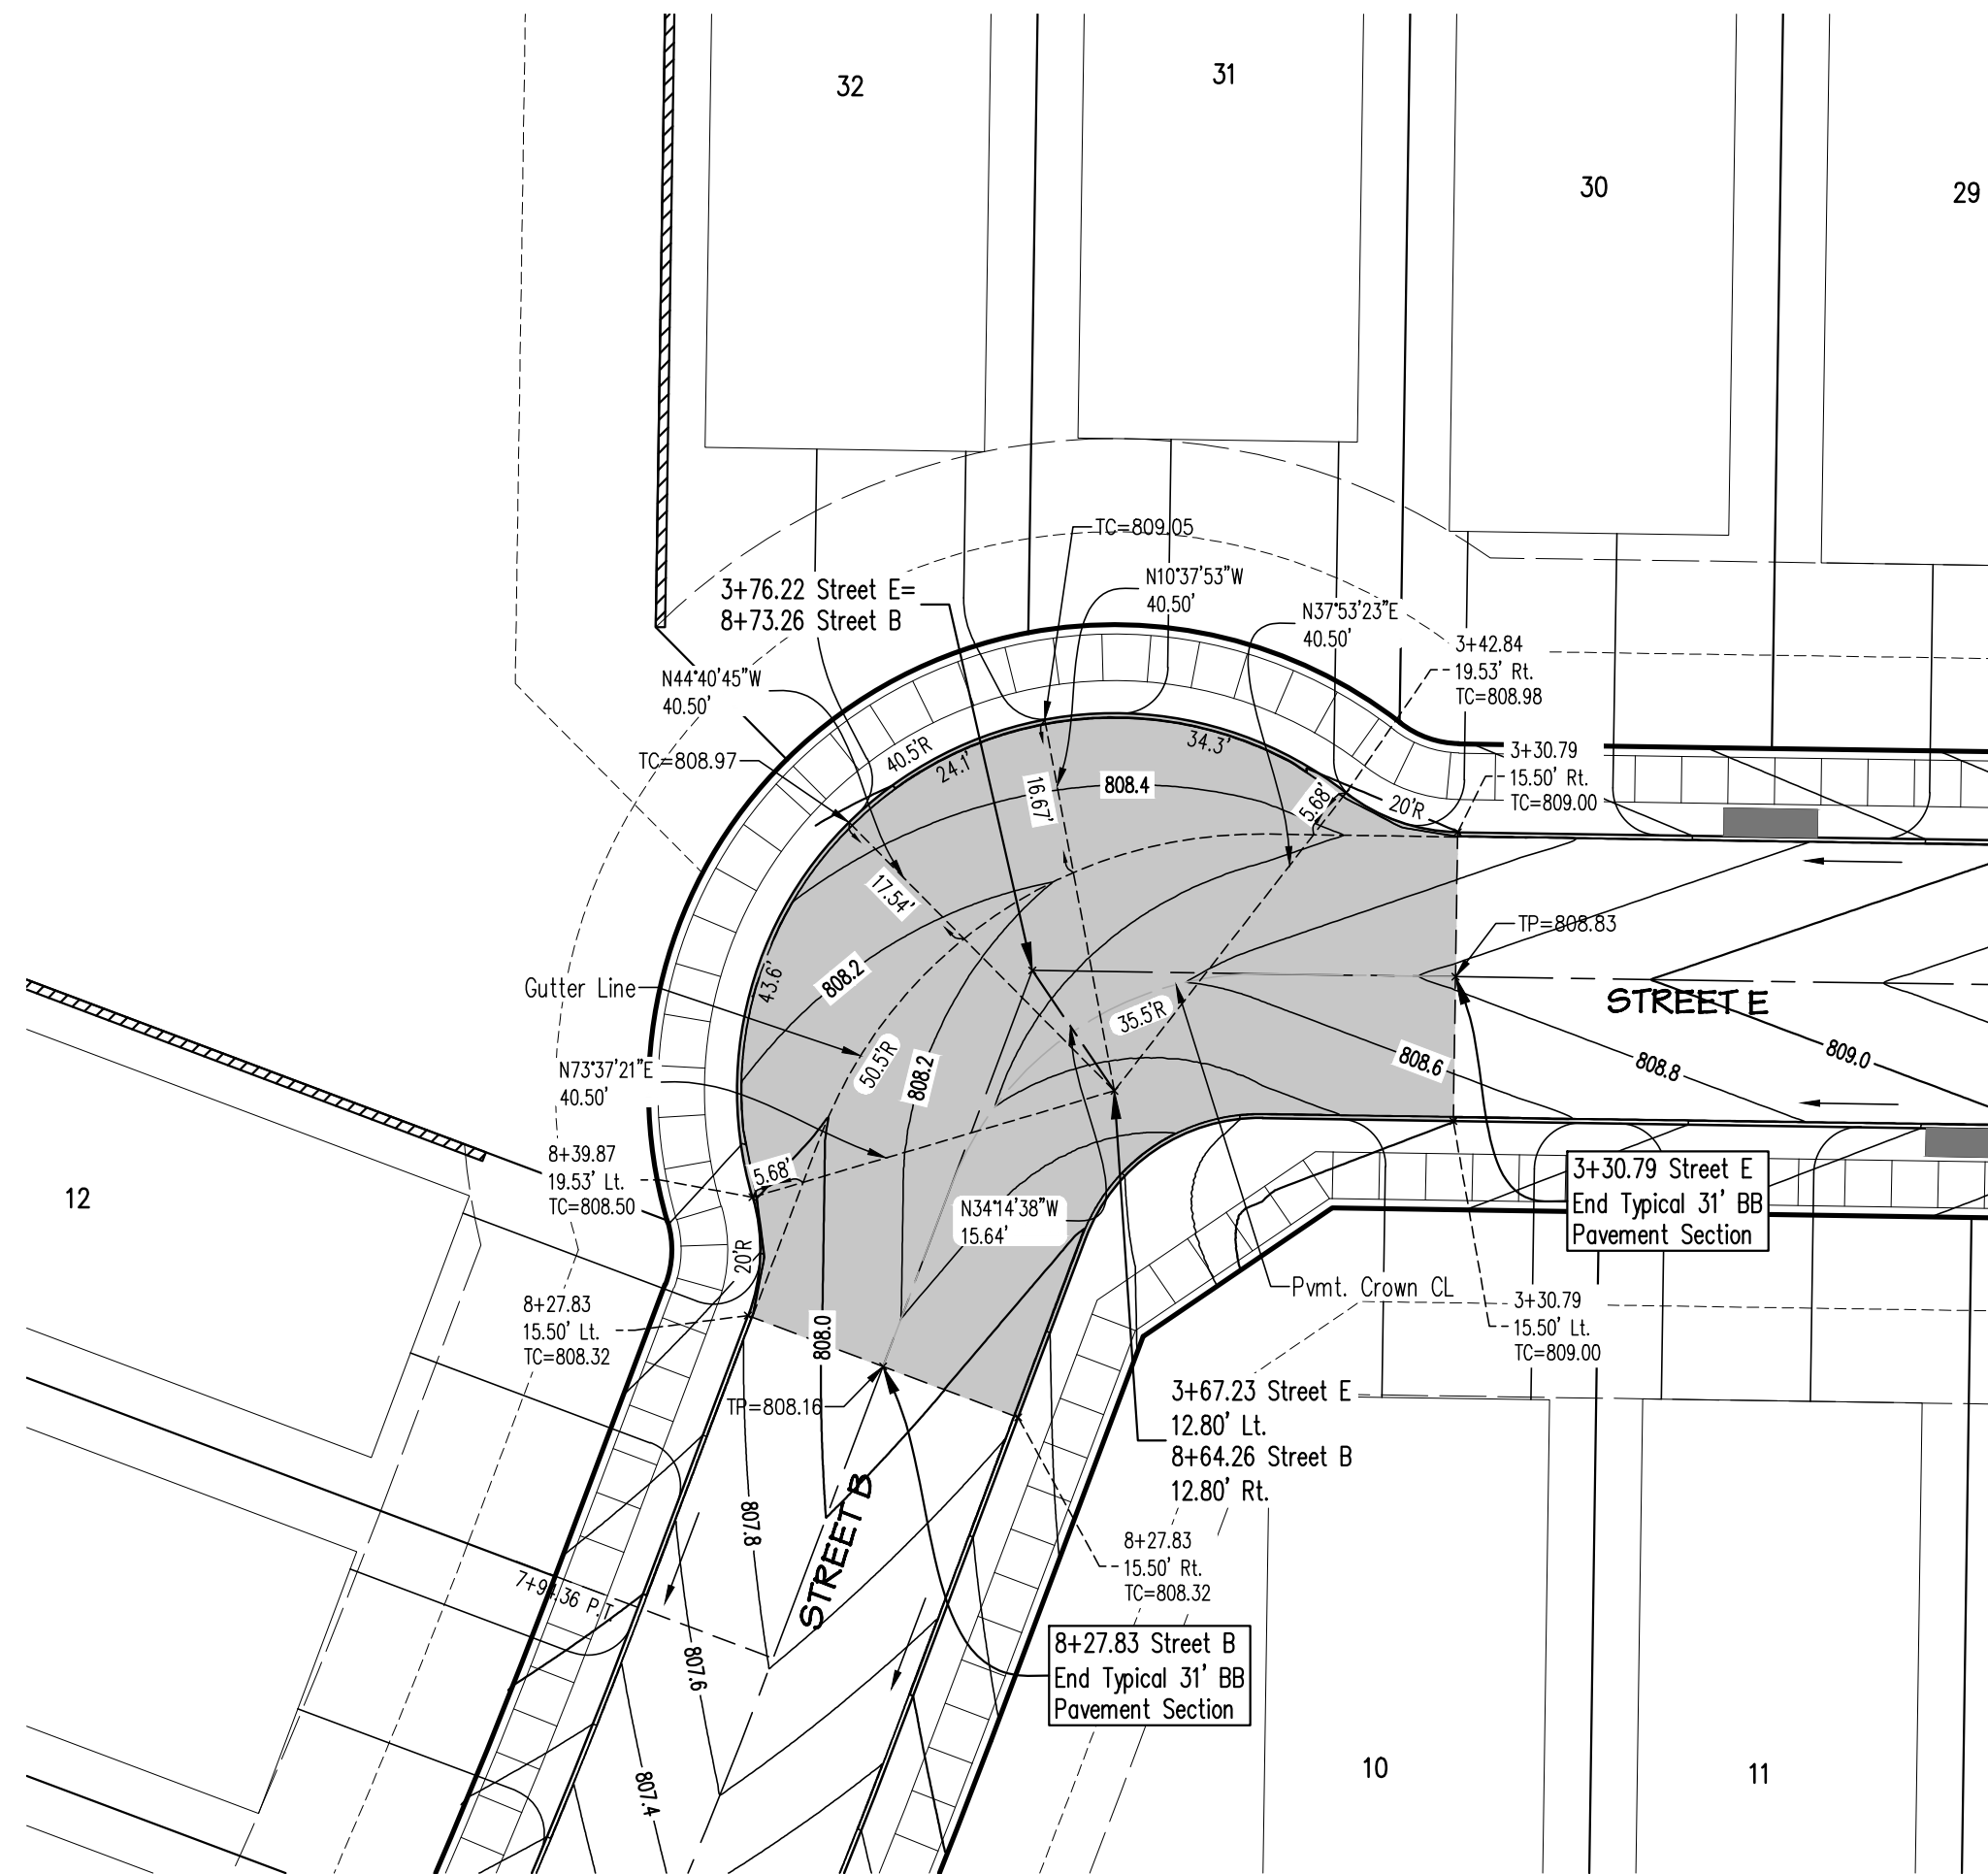 32
31
30
29
TC=809.05
3+76.22 Street E=
8+73.26 Street B
N10°37'53"W
40.50'
N37°53'23"E
40.50'
3+42.84
19.53' Rt.
TC=808.98
N44°40'45"W
40.50'
TC=808.97
40.5'R
24.1'
34.3'
3+30.79
15.50' Rt.
TC=809.00
16.67'
808.4
5.68'
20'R
17.54'
TP=808.83
808.2
43.6'
Gutter Line
35.5'R
STREET E
50.5'R
808.2
808.6
808.8
809.0
N73°37'21"E
40.50'
8+39.87
19.53' Lt.
TC=808.50
5.68'
12
N34°14'38"W
15.64'
3+30.79 Street E
End Typical 31' BB
Pavement Section
20'R
Pvmt. Crown CL
8+27.83
15.50' Lt.
TC=808.32
808.0
3+30.79
15.50' Lt.
TC=809.00
TP=808.16
3+67.23 Street E
12.80' Lt.
8+64.26 Street B
12.80' Rt.
807.8
STREET B
8+27.83
15.50' Rt.
TC=808.32
P.T.
807.6
8+27.83 Street B
End Typical 31' BB
Pavement Section
807.4
10
11